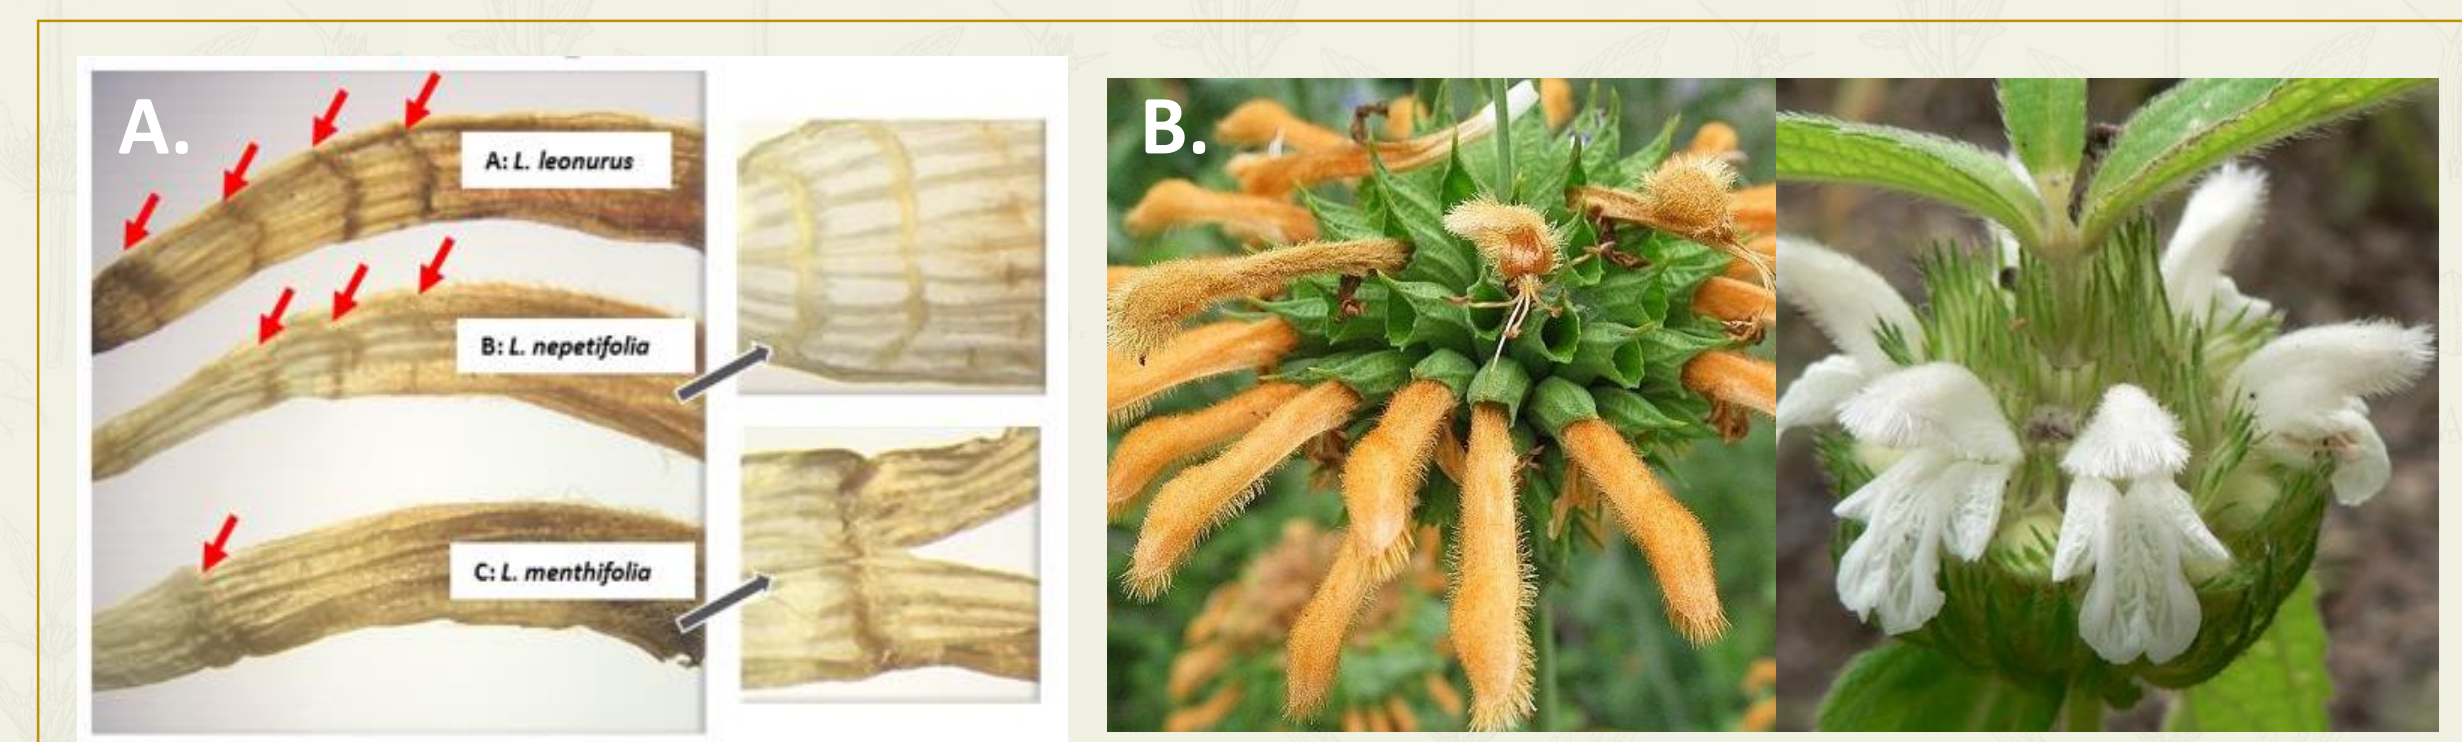 A.
A: L. leonurus
B: L. nepetifolia
C: L. menthifolia
B.